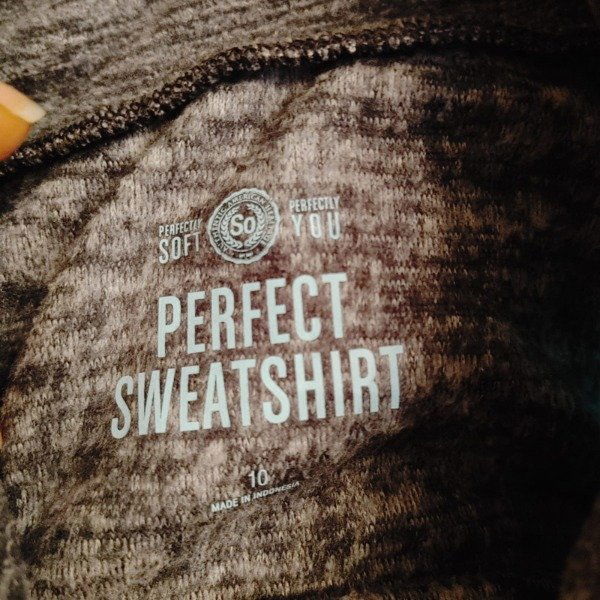 PERFECTLY SOFT
So
PERFECTLY YOU
PERFECT
SWEATSHIRT
10
MADE IN INDONESIA